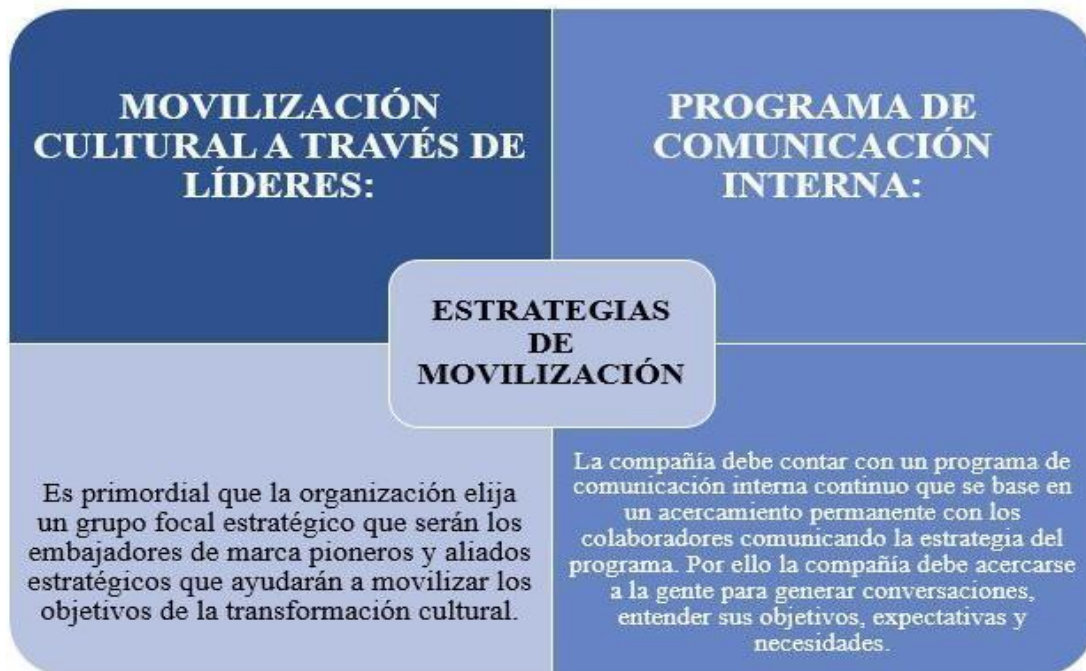 MOVILIZACIÓN
CULTURAL A TRAVÉS DE
LÍDERES:
PROGRAMA DE
COMUNICACIÓN
INTERNA:
ESTRATEGIAS
DE
MOVILIZACIÓN
Es primordial que la organización elija
un grupo focal estratégico que serán los
embajadores de marca pioneros y aliados
estratégicos que ayudarán a movilizar los
objetivos de la transformación cultural.
La compañía debe contar con un programa de
comunicación interna continuo que se base en
un acercamiento permanente con los
colaboradores comunicando la estrategia del
programa. Por ello la compañía debe acercarse
a la gente para generar conversaciones,
entender sus objetivos, expectativas y
necesidades.